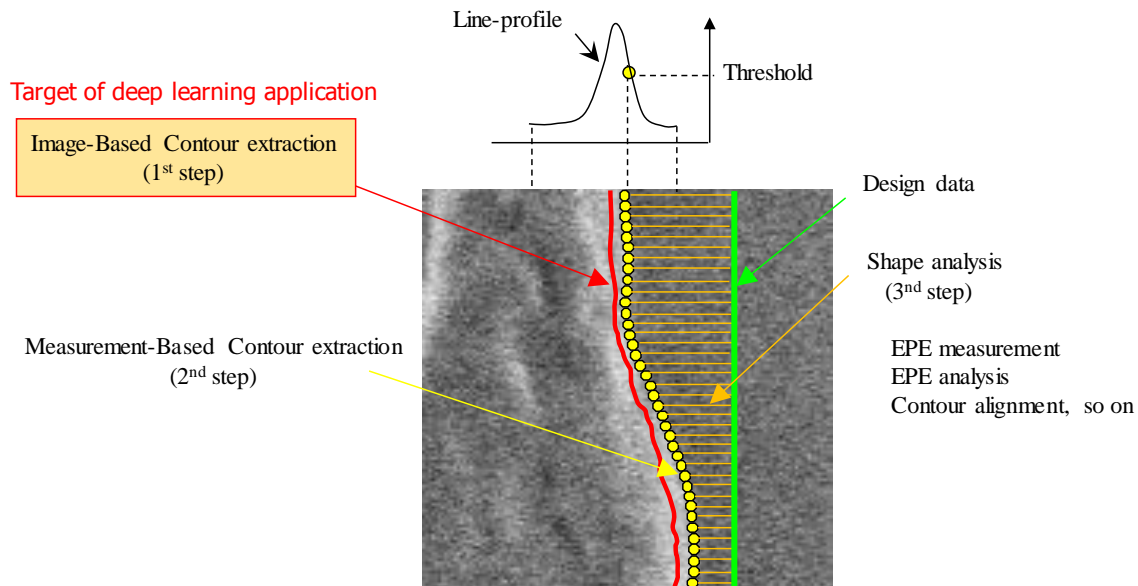 Line-profile
Threshold
Target of deep learning application
Image-Based Contour extraction
(1st step)
Design data
Shape analysis
(3nd step)
Measurement-Based Contour extraction
(2nd step)
EPE measurement
EPE analysis
Contour alignment, so on